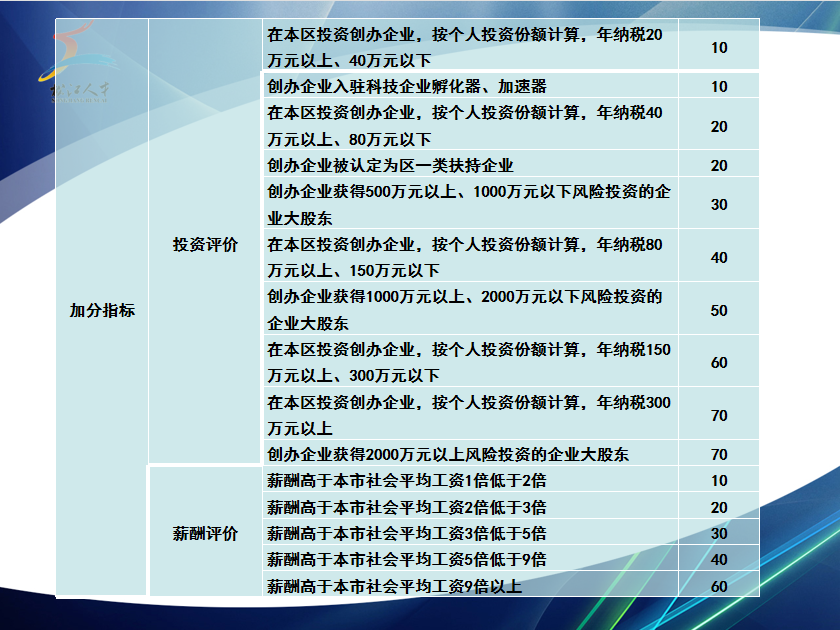 松江人才
加分指标
投资评价
在本区投资创办企业，按个人投资份额计算，年纳税20
万元以上、40万元以下
10
创办企业入驻科技企业孵化器、加速器
10
在本区投资创办企业，按个人投资份额计算，年纳税40
万元以上、80万元以下
20
创办企业被认定为区一类扶持企业
20
创办企业获得500万元以上、1000万元以下风险投资的企
业大股东
30
在本区投资创办企业，按个人投资份额计算，年纳税80
万元以上、150万元以下
40
创办企业获得1000万元以上、2000万元以下风险投资的
企业大股东
50
在本区投资创办企业，按个人投资份额计算，年纳税150
万元以上、300万元以下
60
在本区投资创办企业，按个人投资份额计算，年纳税300
万元以上
70
创办企业获得2000万元以上风险投资的企业大股东
70
薪酬评价
薪酬高于本市社会平均工资1倍低于2倍
10
薪酬高于本市社会平均工资2倍低于3倍
20
薪酬高于本市社会平均工资3倍低于5倍
30
薪酬高于本市社会平均工资5倍低于9倍
40
薪酬高于本市社会平均工资9倍以上
60